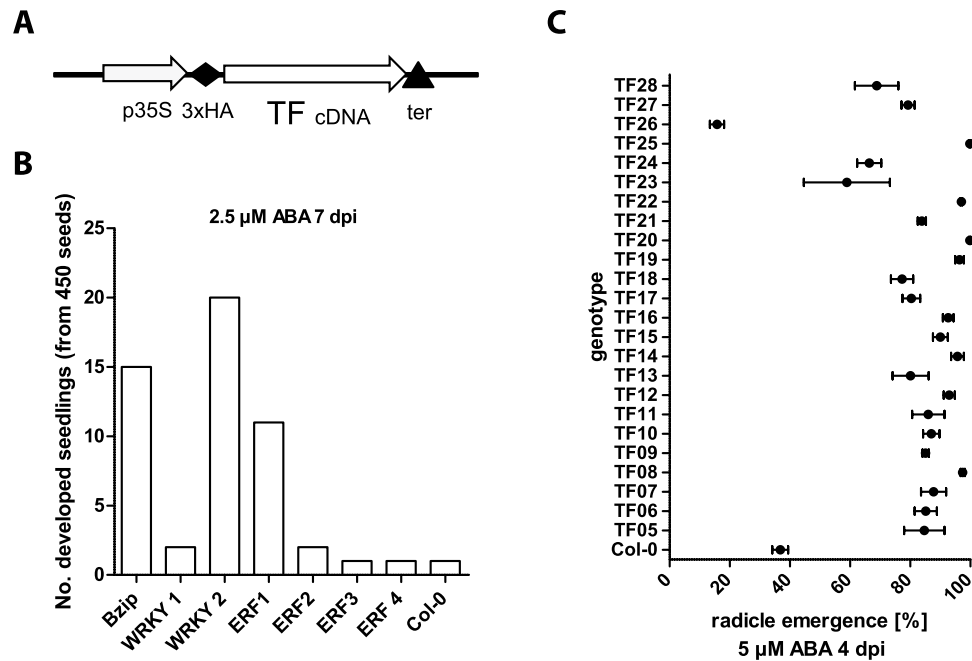 A
p35S 3xHA TF cDNA ter
B
2.5 µM ABA 7 dpi
No. developed seedlings (from 450 seeds)
25
20
15
10
5
0
Bzip
WRKY 1
WRKY 2
ERF1
ERF2
ERF3
ERF 4
Col-0
C
genotype
TF28
TF27
TF26
TF25
TF24
TF23
TF22
TF21
TF20
TF19
TF18
TF17
TF16
TF15
TF14
TF13
TF12
TF11
TF10
TF09
TF08
TF07
TF06
TF05
Col-0
0 20 40 60 80 100
radicle emergence [%]
5 µM ABA 4 dpi